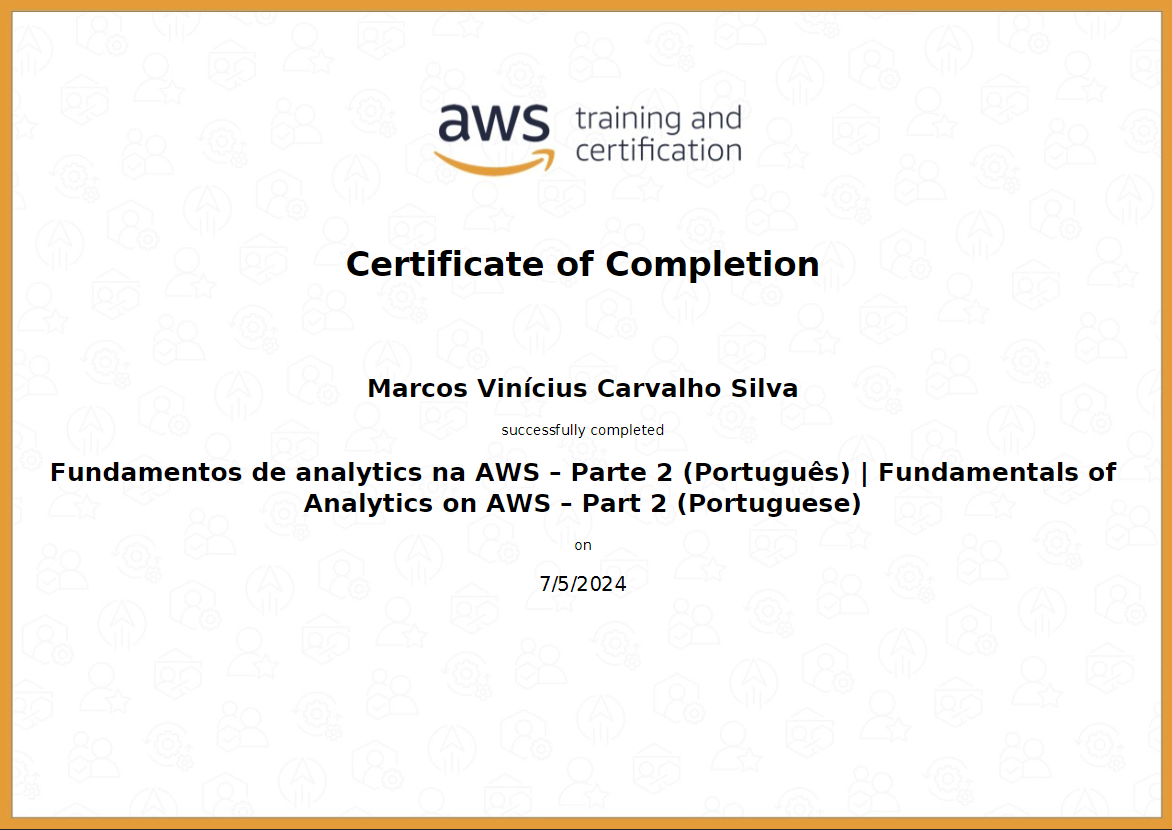 aws training and
certification
Certificate of Completion
Marcos Vinícius Carvalho Silva
successfully completed
Fundamentos de analytics na AWS – Parte 2 (Português) | Fundamentals of
Analytics on AWS – Part 2 (Portuguese)
on
7/5/2024